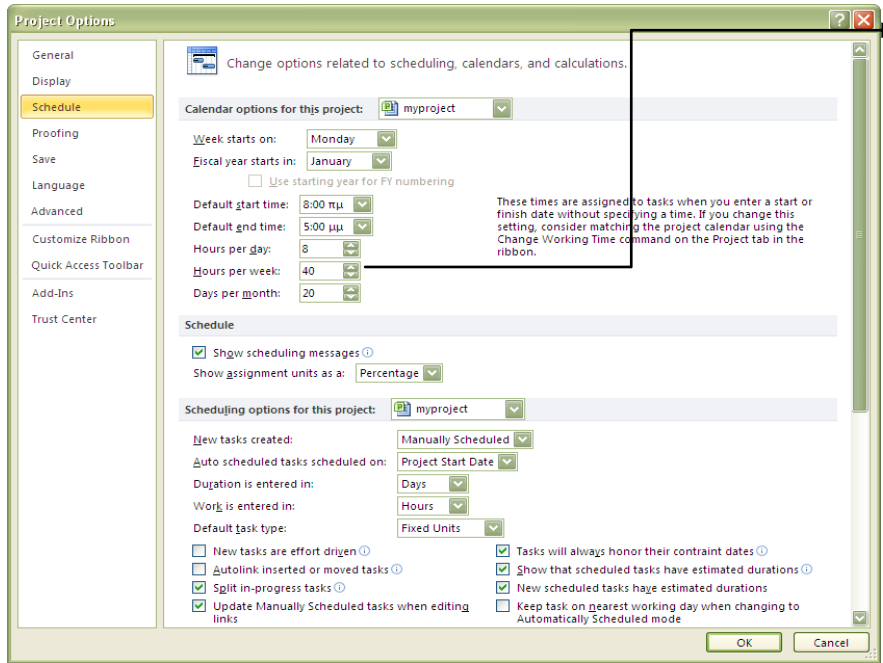 Project Options
General
Display
Schedule
Proofing
Save
Language
Advanced
Customize Ribbon
Quick Access Toolbar
Add-Ins
Trust Center
Change options related to scheduling, calendars, and calculations.
Calendar options for this project: myproject
Week starts on: Monday
Fiscal year starts in: January
Use starting year for FY numbering
Default start time: 8:00 πμ
Default end time: 5:00 μμ
Hours per day: 8
Hours per week: 40
Days per month: 20
These times are assigned to tasks when you enter a start or
finish date without specifying a time. If you change this
setting, consider matching the project calendar using the
Change Working Time command on the Project tab in the
ribbon.
Schedule
Show scheduling messages
Show assignment units as a: Percentage
Scheduling options for this project: myproject
New tasks created: Manually Scheduled
Auto scheduled tasks scheduled on: Project Start Date
Duration is entered in: Days
Work is entered in: Hours
Default task type: Fixed Units
New tasks are effort driven
Autolink inserted or moved tasks
Split in-progress tasks
Update Manually Scheduled tasks when editing
links
Tasks will always honor their contraint dates
Show that scheduled tasks have estimated durations
New scheduled tasks have estimated durations
Keep task on nearest working day when changing to
Automatically Scheduled mode
OK Cancel